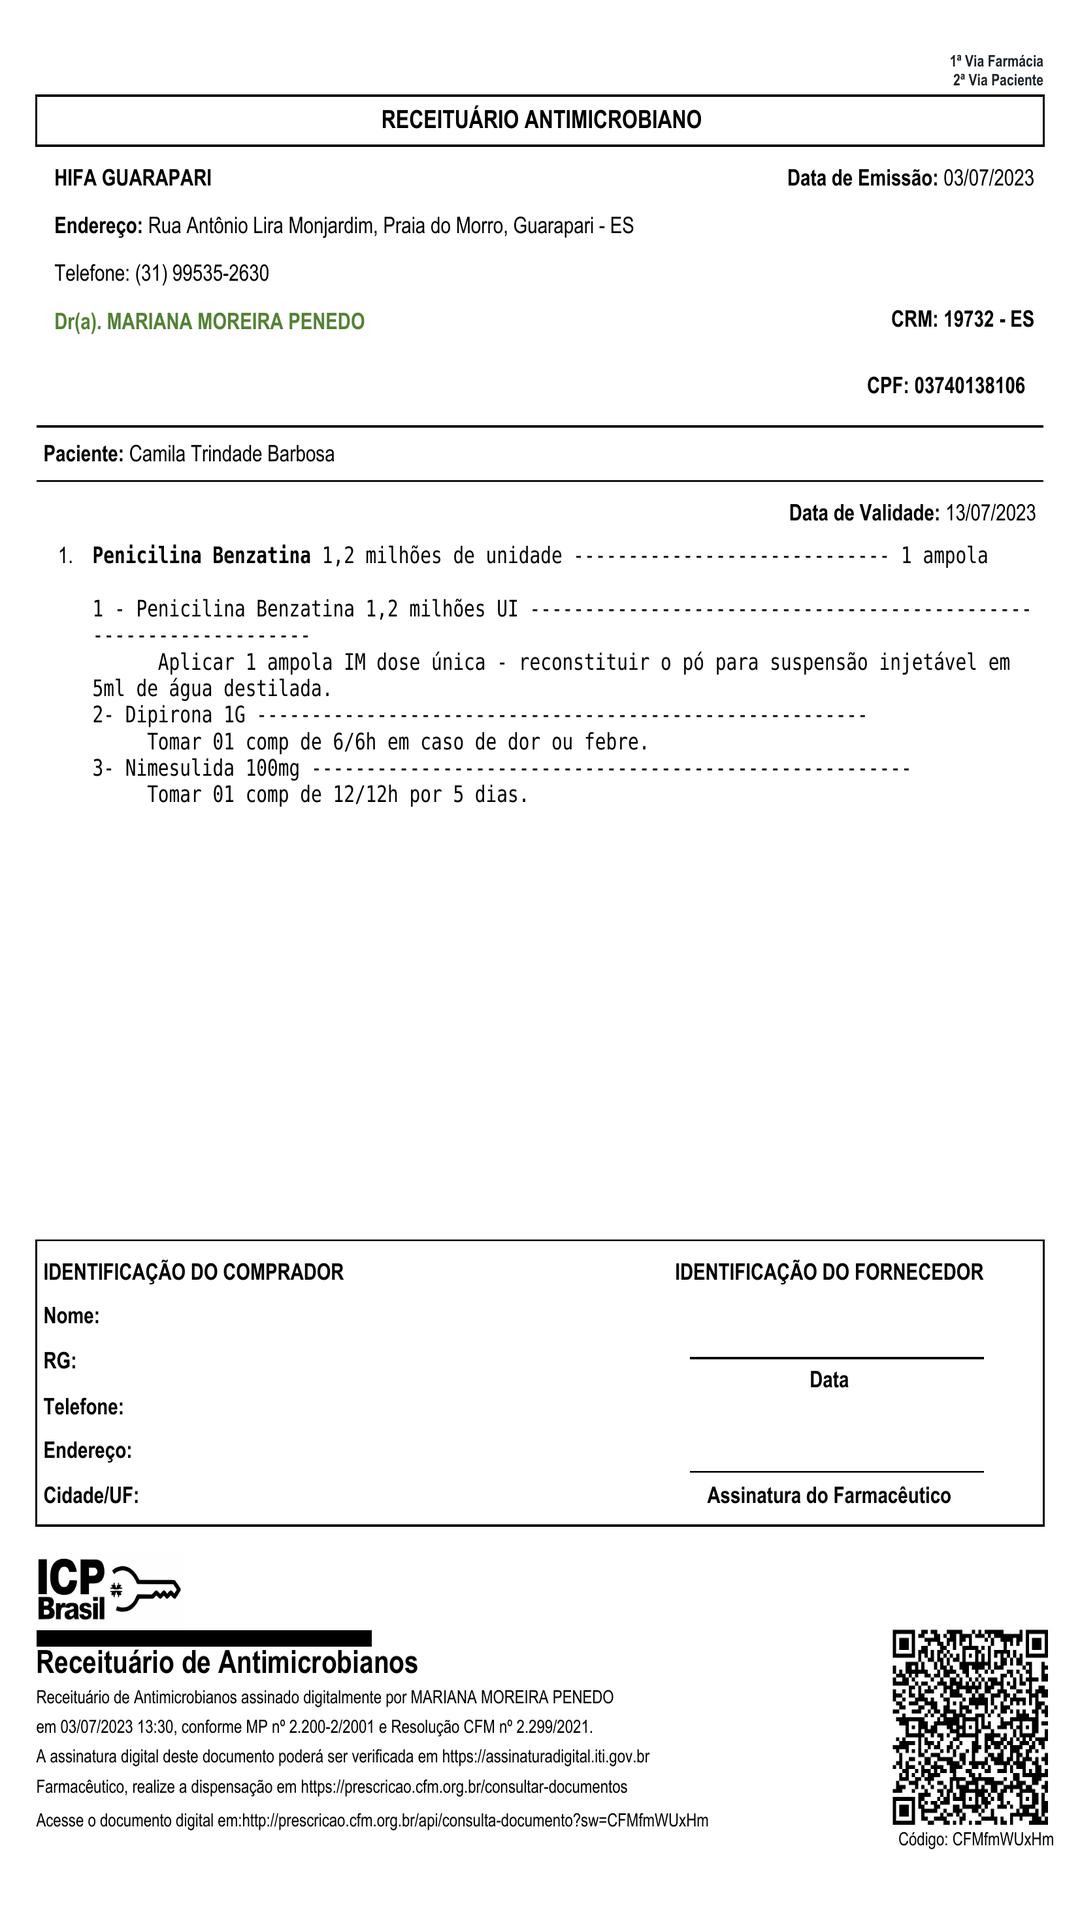 1ª Via Farmácia
2ª Via Paciente
RECEITUÁRIO ANTIMICROBIANO
HIFA GUARAPARI
Data de Emissão: 03/07/2023
Endereço: Rua Antônio Lira Monjardim, Praia do Morro, Guarapari - ES
Telefone: (31) 99535-2630
Dr(a). MARIANA MOREIRA PENEDO
CRM: 19732 - ES
CPF: 03740138106
Paciente: Camila Trindade Barbosa
Data de Validade: 13/07/2023
1. Penicilina Benzatina 1,2 milhões de unidade ----------------------------- 1 ampola
1 - Penicilina Benzatina 1,2 milhões UI ----------------------------------------------
--------------------
Aplicar 1 ampola IM dose única - reconstituir o pó para suspensão injetável em
5ml de água destilada.
2- Dipirona 1G --------------------------------------------------------
Tomar 01 comp de 6/6h em caso de dor ou febre.
3- Nimesulida 100mg -------------------------------------------------------
Tomar 01 comp de 12/12h por 5 dias.
IDENTIFICAÇÃO DO COMPRADOR
Nome:
RG:
Telefone:
Endereço:
Cidade/UF:
IDENTIFICAÇÃO DO FORNECEDOR
Data
Assinatura do Farmacêutico
ICP
Brasil
Receituário de Antimicrobianos
Receituário de Antimicrobianos assinado digitalmente por MARIANA MOREIRA PENEDO
em 03/07/2023 13:30, conforme MP nº 2.200-2/2001 e Resolução CFM nº 2.299/2021.
A assinatura digital deste documento poderá ser verificada em https://assinaturadigital.iti.gov.br
Farmacêutico, realize a dispensação em https://prescricao.cfm.org.br/consultar-documentos
Acesse o documento digital em:http://prescricao.cfm.org.br/api/consulta-documento?sw=CFMfmWUxHm
Código: CFMfmWUxHm